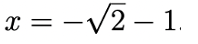 x = −√2 − 1.